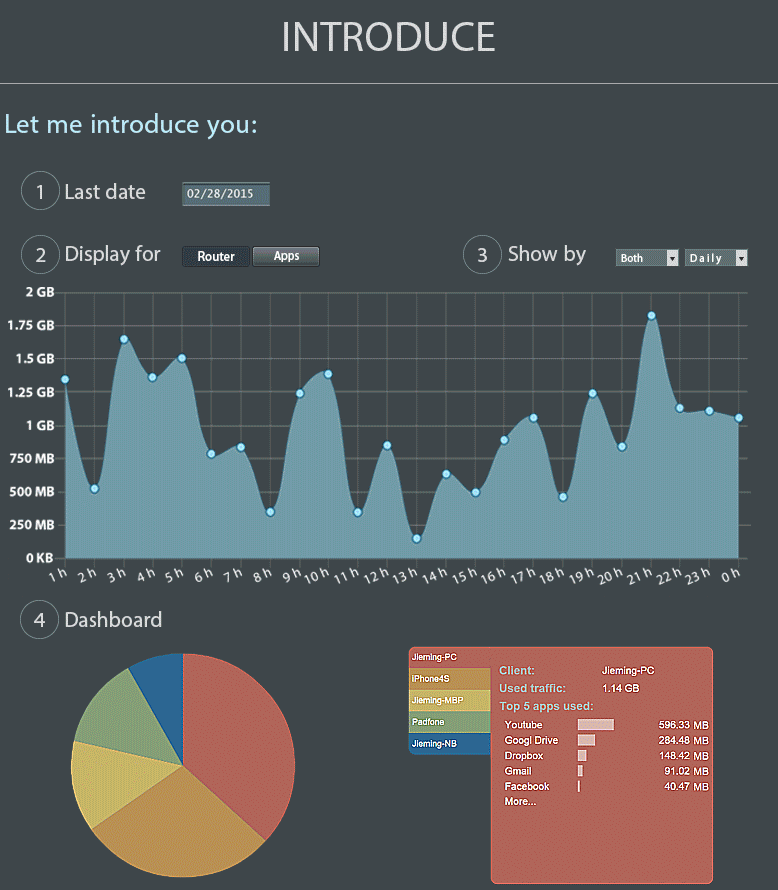 INTRODUCE
Let me introduce you:
1 Last date 02/28/2015
2 Display for Router Apps 3 Show by Both Daily
2 GB
1.75 GB
1.5 GB
1.25 GB
1 GB
750 MB
500 MB
250 MB
0 KB
1 h 2 h 3 h 4 h 5 h 6 h 7 h 8 h 9 h 10 h 11 h 12 h 13 h 14 h 15 h 16 h 17 h 18 h 19 h 20 h 21 h 22 h 23 h 0 h
4 Dashboard
Jieming-PC
iPhone4S
Jieming-MBP
Padfone
Jieming-NB
Client: Jieming-PC
Used traffic: 1.14 GB
Top 5 apps used:
Youtube 596.33 MB
Googl Drive 284.48 MB
Dropbox 148.42 MB
Gmail 91.02 MB
Facebook 40.47 MB
More...